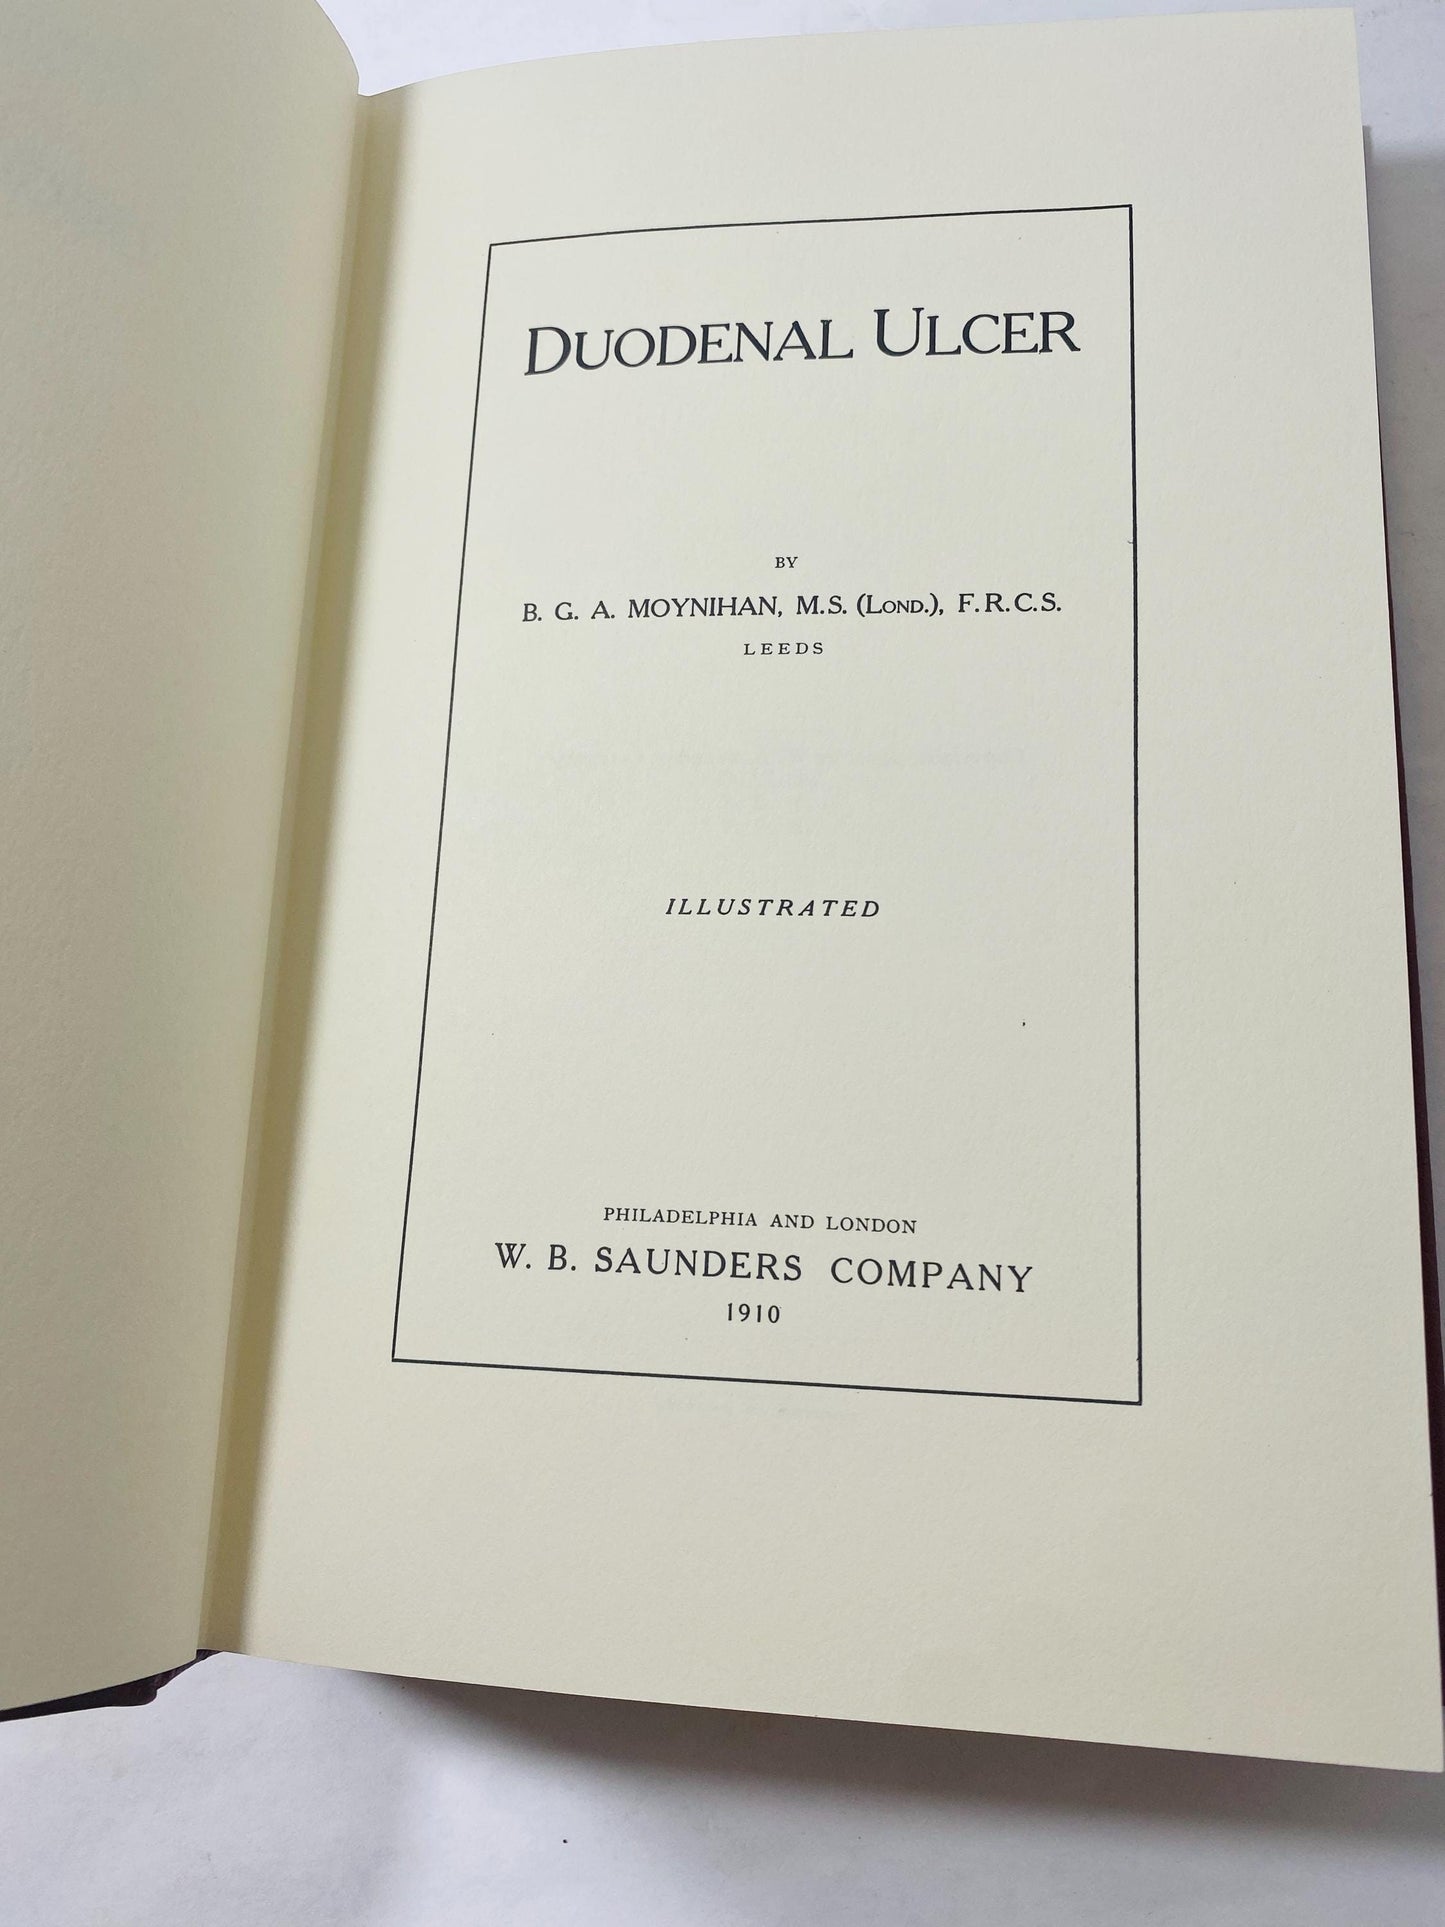 DUODENAL ULCER
BY
B. G. A. MOYNIHAN, M.S. (LOND.), F.R.C.S.
LEEDS
ILLUSTRATED
PHILADELPHIA AND LONDON
W. B. SAUNDERS COMPANY
1910